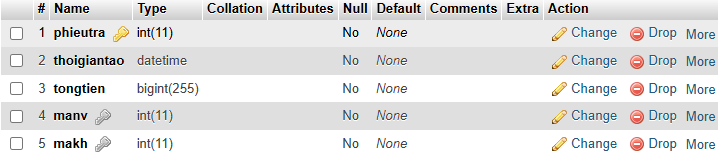 # Name Type Collation Attributes Null Default Comments Extra Action
1 phieutra int(11) No None Change Drop More
2 thoigiantao datetime No None Change Drop More
3 tongtien bigint(255) No None Change Drop More
4 manv int(11) No None Change Drop More
5 makh int(11) No None Change Drop More